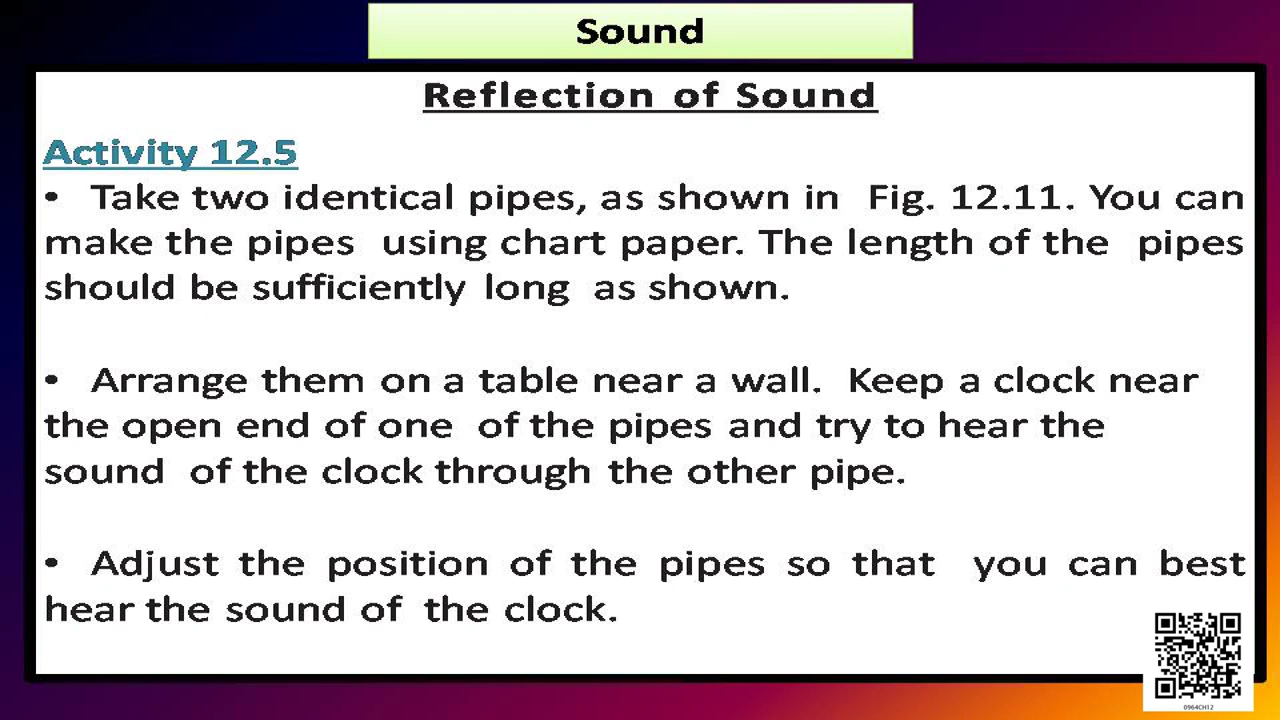 Sound
Reflection of Sound
Activity 12.5
• Take two identical pipes, as shown in Fig. 12.11. You can
make the pipes using chart paper. The length of the pipes
should be sufficiently long as shown.
• Arrange them on a table near a wall. Keep a clock near
the open end of one of the pipes and try to hear the
sound of the clock through the other pipe.
• Adjust the position of the pipes so that you can best
hear the sound of the clock.
0964CH12